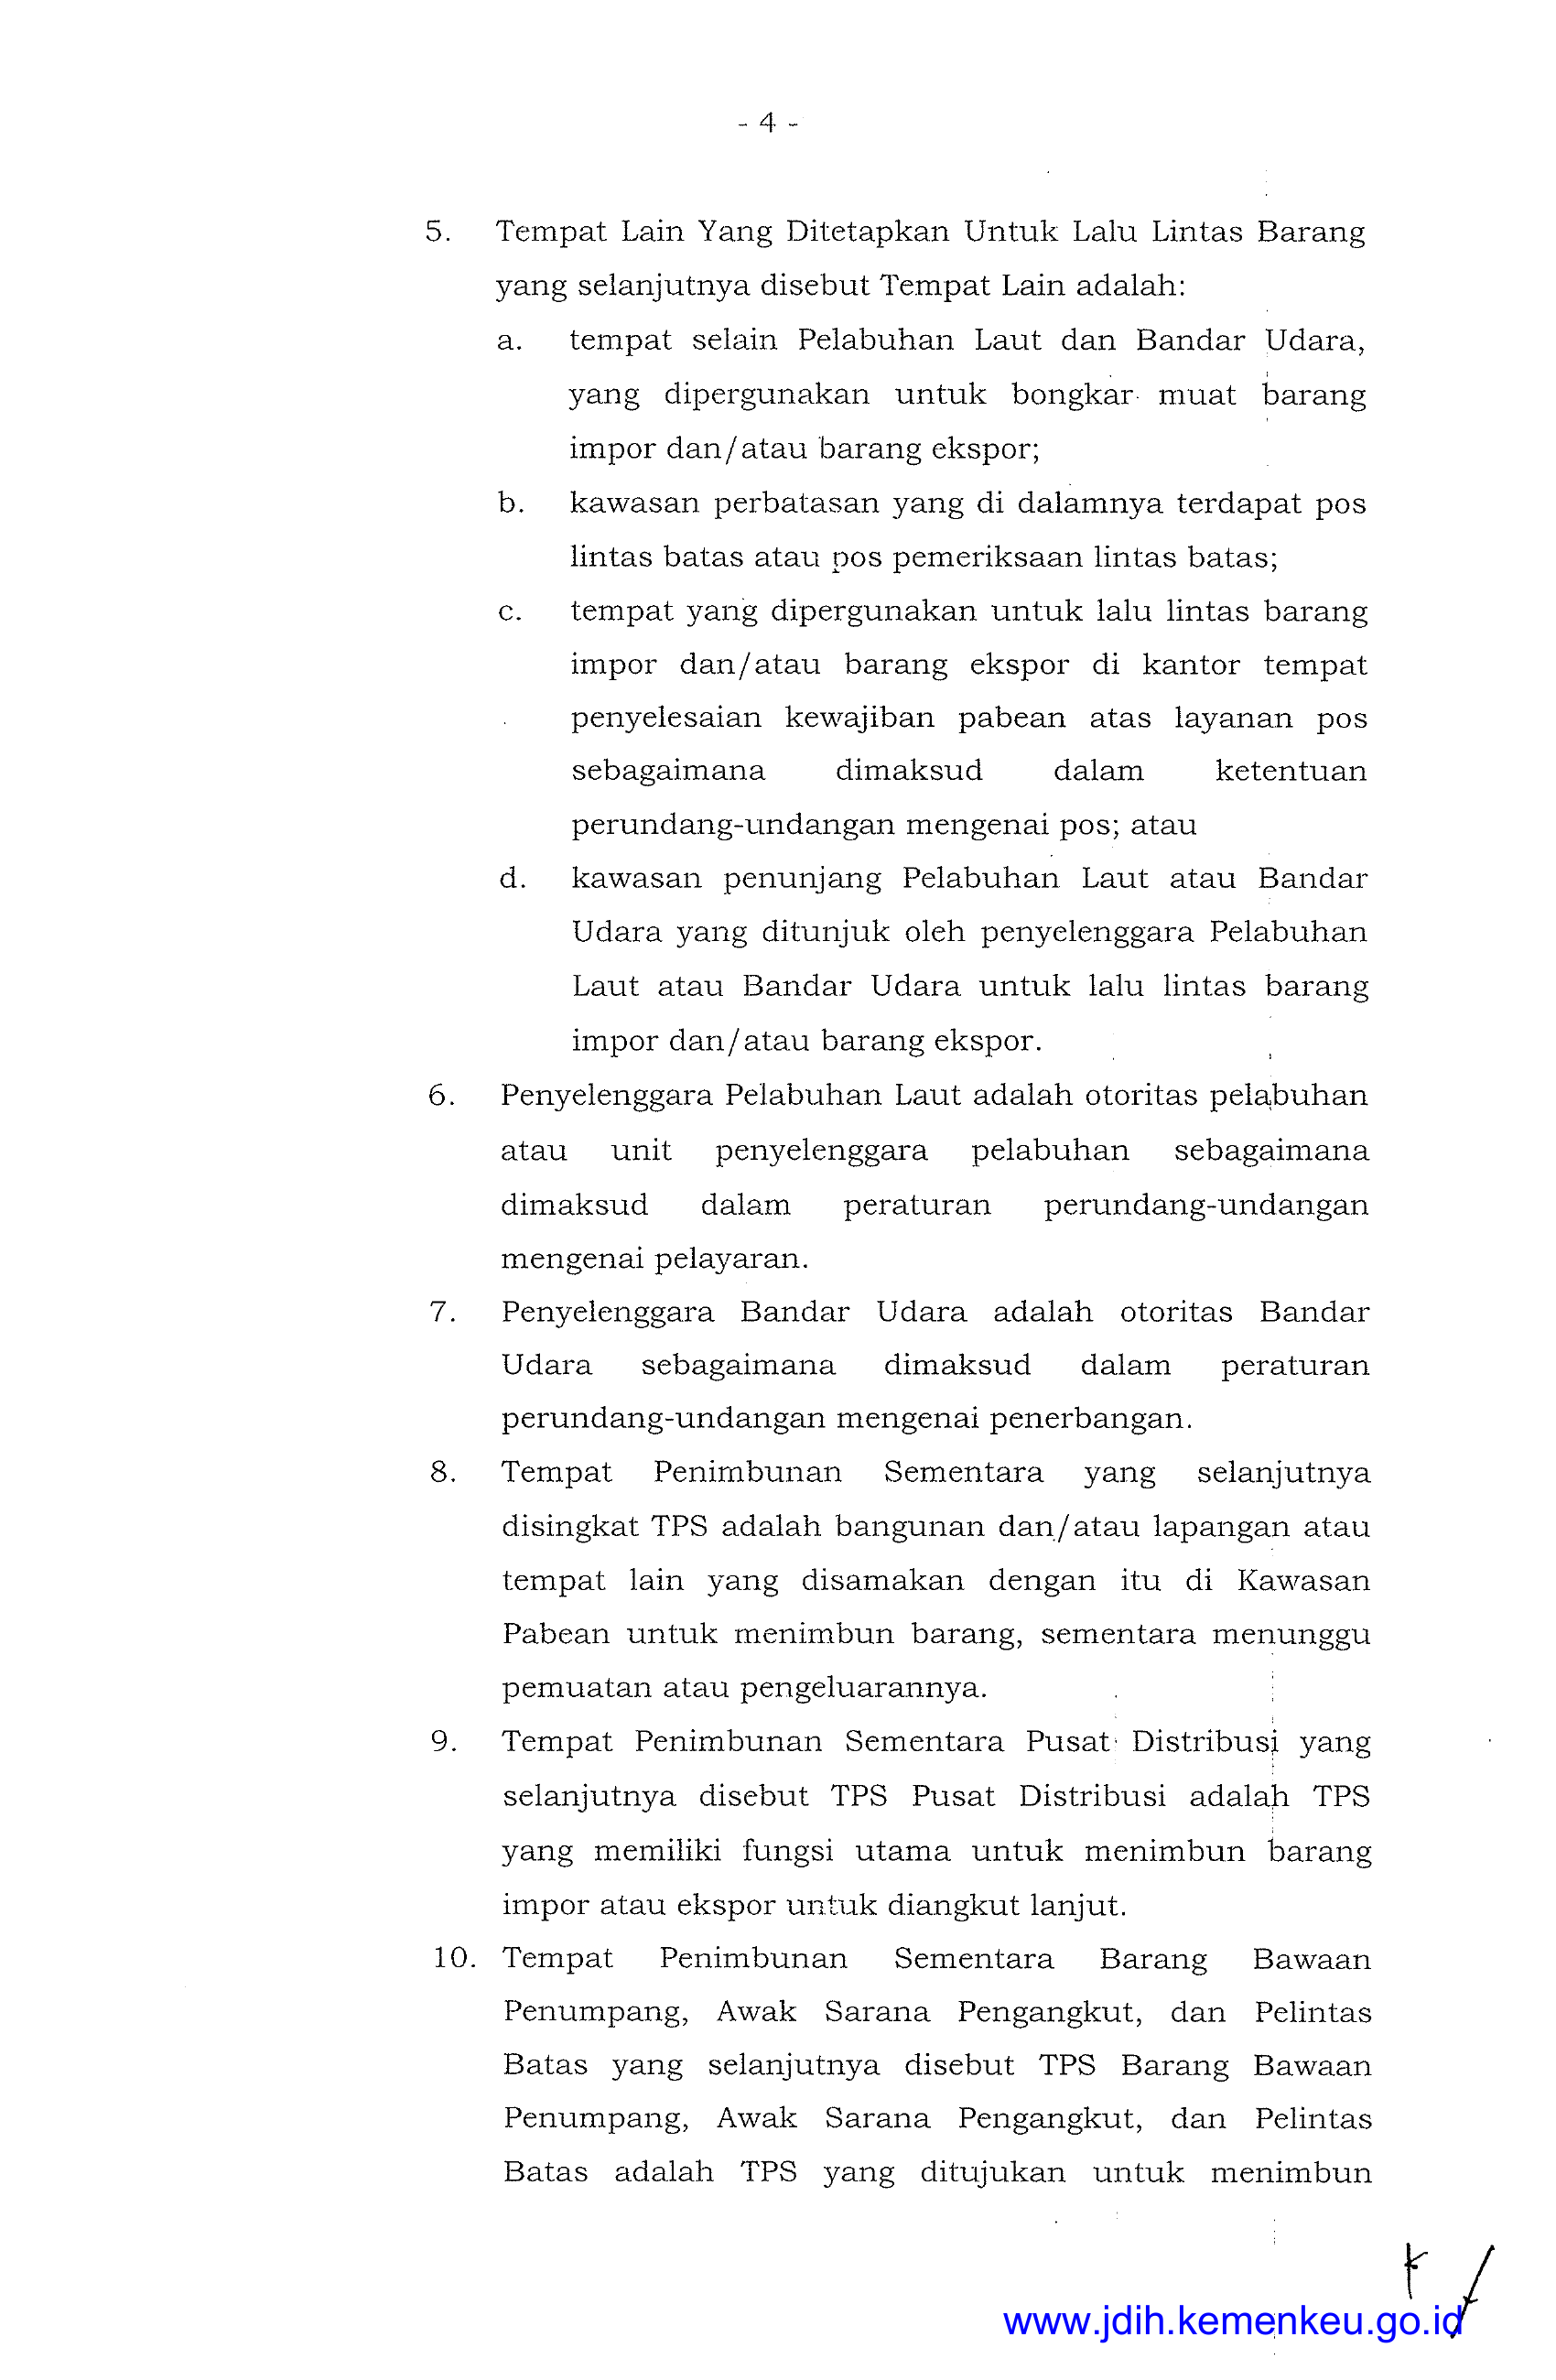 - 4 -
5. Tempat Lain Yang Ditetapkan Untuk Lalu Lintas Barang
yang selanjutnya disebut Tempat Lain adalah:
a. tempat selain Pelabuhan Laut dan Bandar Udara,
yang dipergunakan untuk bongkar muat barang
impor dan/atau barang ekspor;
b. kawasan perbatasan yang di dalamnya terdapat pos
lintas batas atau pos pemeriksaan lintas batas;
c. tempat yang dipergunakan untuk lalu lintas barang
impor dan/atau barang ekspor di kantor tempat
penyelesaian kewajiban pabean atas layanan pos
sebagaimana dimaksud dalam ketentuan
perundang-undangan mengenai pos; atau
d. kawasan penunjang Pelabuhan Laut atau Bandar
Udara yang ditunjuk oleh penyelenggara Pelabuhan
Laut atau Bandar Udara untuk lalu lintas barang
impor dan/atau barang ekspor.
6. Penyelenggara Pelabuhan Laut adalah otoritas pelabuhan
atau unit penyelenggara pelabuhan sebagaimana
dimaksud dalam peraturan perundang-undangan
mengenai pelayaran.
7. Penyelenggara Bandar Udara adalah otoritas Bandar
Udara sebagaimana dimaksud dalam peraturan
perundang-undangan mengenai penerbangan.
8. Tempat Penimbunan Sementara yang selanjutnya
disingkat TPS adalah bangunan dan/atau lapangan atau
tempat lain yang disamakan dengan itu di Kawasan
Pabean untuk menimbun barang, sementara menunggu
pemuatan atau pengeluarannya.
9. Tempat Penimbunan Sementara Pusat Distribusi yang
selanjutnya disebut TPS Pusat Distribusi adalah TPS
yang memiliki fungsi utama untuk menimbun barang
impor atau ekspor untuk diangkut lanjut.
10. Tempat Penimbunan Sementara Barang Bawaan
Penumpang, Awak Sarana Pengangkut, dan Pelintas
Batas yang selanjutnya disebut TPS Barang Bawaan
Penumpang, Awak Sarana Pengangkut, dan Pelintas
Batas adalah TPS yang ditujukan untuk menimbun
www.jdih.kemenkeu.go.id